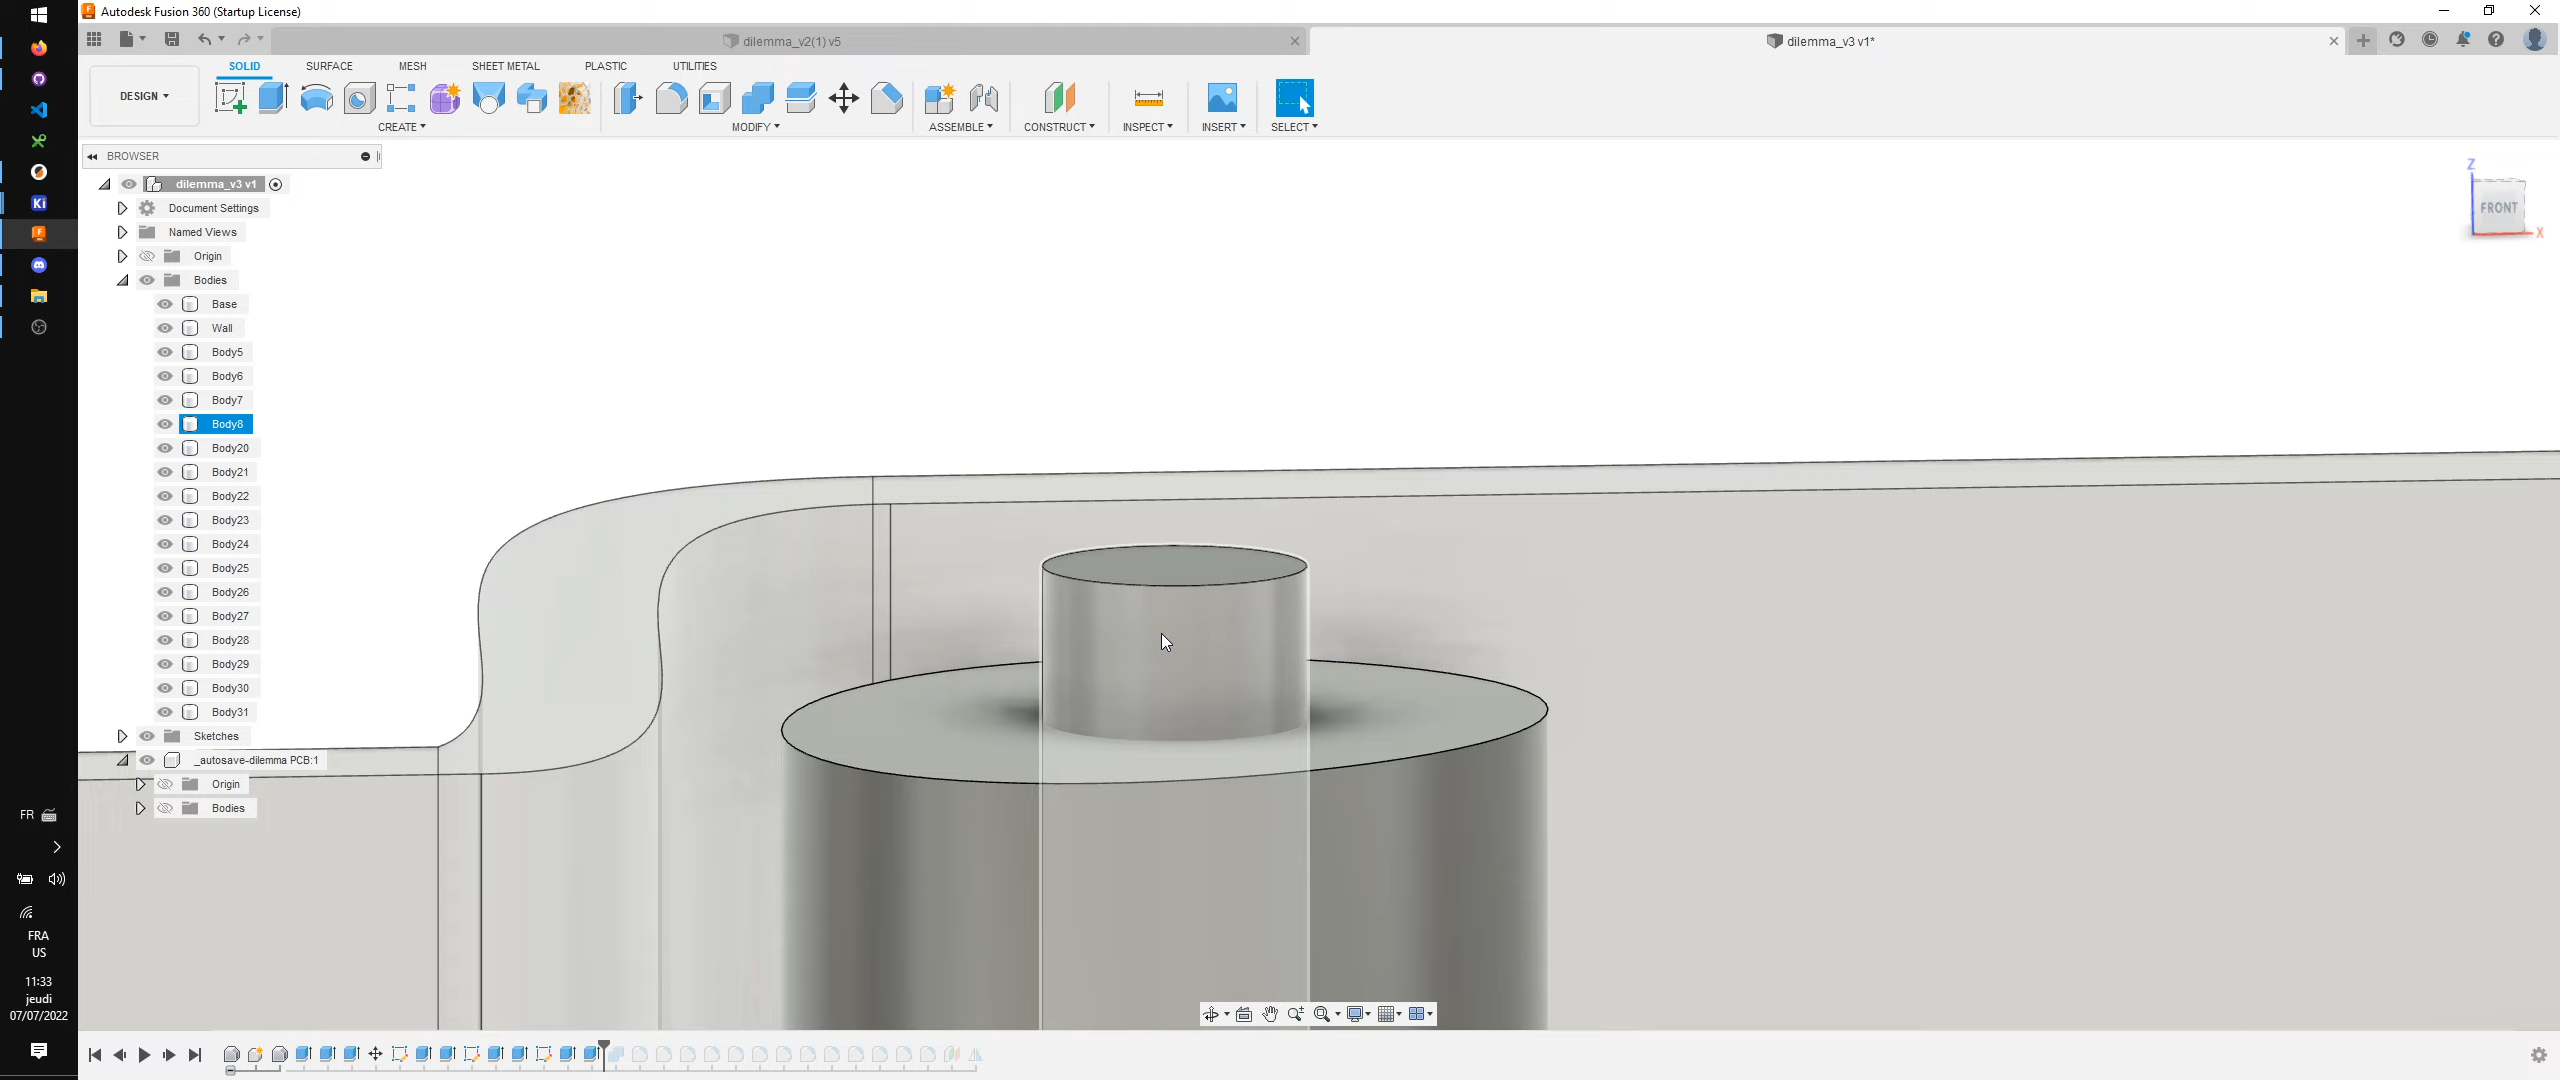 Autodesk Fusion 360 (Startup License)
dilemma_v2(1) v5
dilemma_v3 v1*
SOLID SURFACE MESH SHEET METAL PLASTIC UTILITIES
DESIGN
CREATE MODIFY ASSEMBLE CONSTRUCT INSPECT INSERT SELECT
BROWSER
dilemma_v3 v1
Document Settings
Named Views
Origin
Bodies
Base
Wall
Body5
Body6
Body7
Body8
Body20
Body21
Body22
Body23
Body24
Body25
Body26
Body27
Body28
Body29
Body30
Body31
Sketches
_autosave-dilemma PCB:1
Origin
Bodies
Z
FRONT
X
Ki
FR
FRA
US
11:33
jeudi
07/07/2022